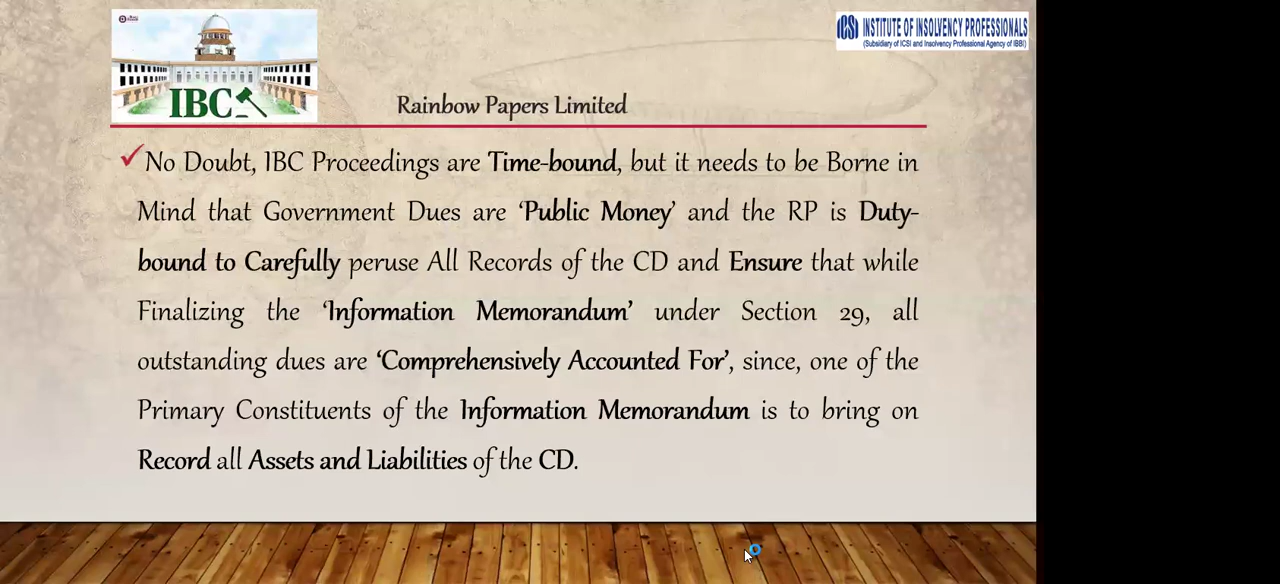 IBC
ICSI INSTITUTE OF INSOLVENCY PROFESSIONALS
(Subsidiary of ICSI and Insolvency Professional Agency of IBBI)
Rainbow Papers Limited
✓No Doubt, IBC Proceedings are Time-bound, but it needs to be Borne in
Mind that Government Dues are ‘Public Money’ and the RP is Duty-
bound to Carefully peruse All Records of the CD and Ensure that while
Finalizing the ‘Information Memorandum’ under Section 29, all
outstanding dues are ‘Comprehensively Accounted For’, since, one of the
Primary Constituents of the Information Memorandum is to bring on
Record all Assets and Liabilities of the CD.